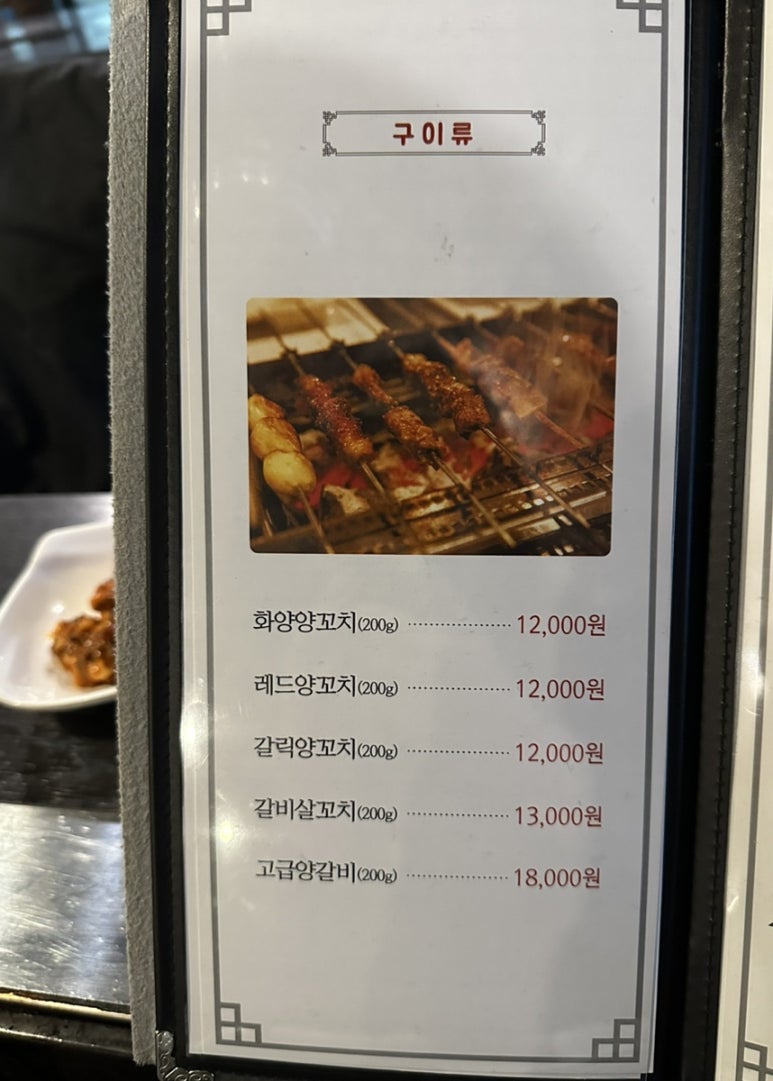 구이류
화양양꼬치(200g) ···················· 12,000원
레드양꼬치(200g) ···················· 12,000원
갈릭양꼬치(200g) ···················· 12,000원
갈비살꼬치(200g) ···················· 13,000원
고급양갈비(200g) ···················· 18,000원